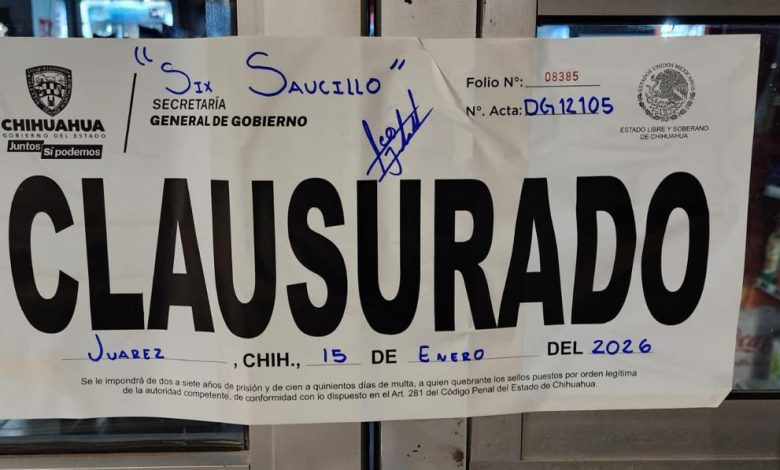 "SIX SAUCILLO"
SECRETARÍA
GENERAL DE GOBIERNO
CHIHUAHUA
GOBIERNO DEL ESTADO
Juntos Sí podemos
Folio N°: 08385
N°. Acta: DG12105
ESTADOS UNIDOS MEXICANOS
ESTADO LIBRE Y SOBERANO
DE CHIHUAHUA
CLAUSURADO
JUAREZ, CHIH., 15 DE ENERO DEL 2026
Se le impondrá de dos a siete años de prisión y de cien a quinientos días de multa, a quien quebrante los sellos puestos por orden legítima
de la autoridad competente, de conformidad con lo dispuesto en el Art. 281 del Código Penal del Estado de Chihuahua.